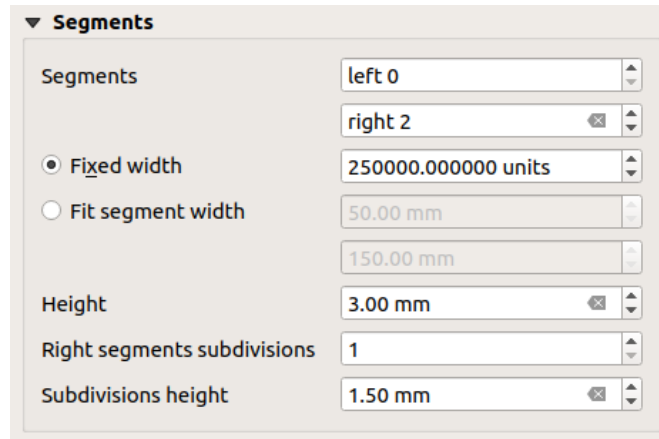 Segments
Segments left 0
right 2
Fixed width 250000.000000 units
Fit segment width 50.00 mm
150.00 mm
Height 3.00 mm
Right segments subdivisions 1
Subdivisions height 1.50 mm